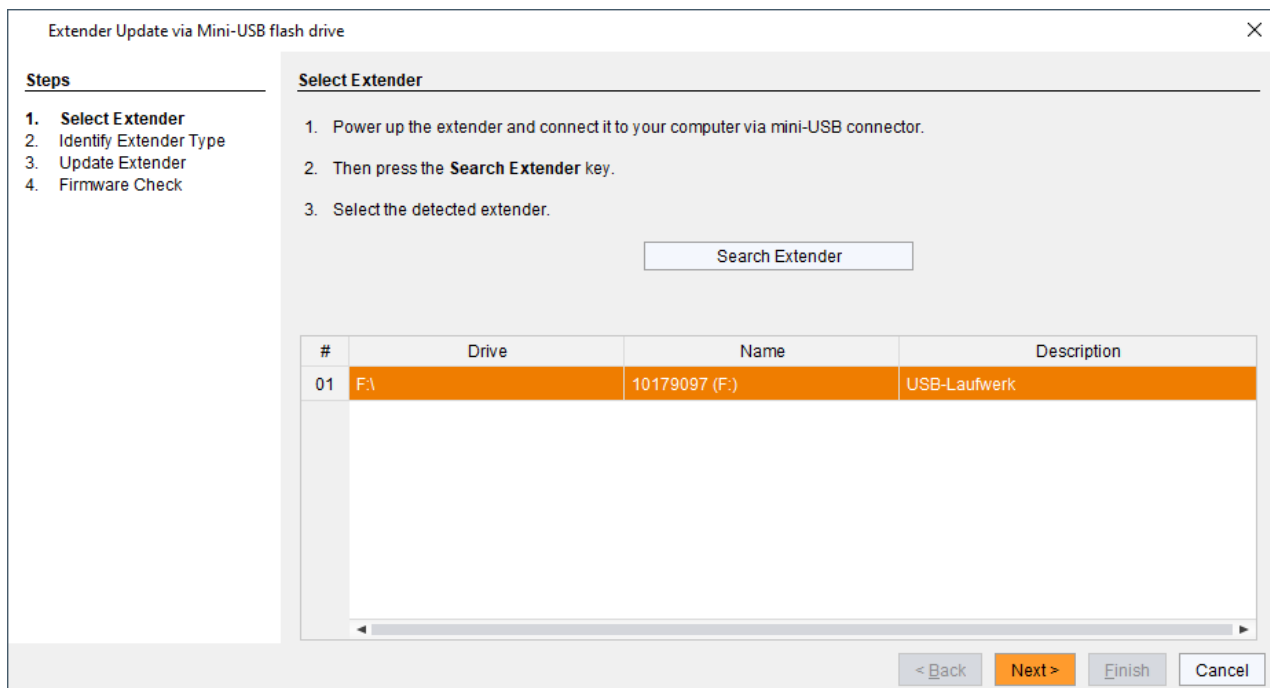 Extender Update via Mini-USB flash drive
Steps
1. Select Extender
2. Identify Extender Type
3. Update Extender
4. Firmware Check
Select Extender
1. Power up the extender and connect it to your computer via mini-USB connector.
2. Then press the Search Extender key.
3. Select the detected extender.
Search Extender
# Drive Name Description
01 F:\ 10179097 (F:) USB-Laufwerk
< Back Next > Finish Cancel